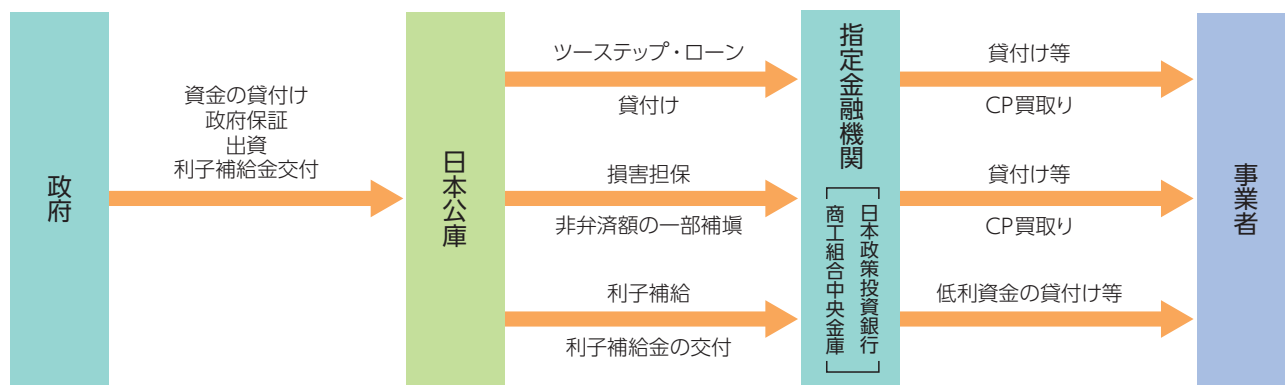 政府
資金の貸付け
政府保証
出資
利子補給金交付
日本公庫
ツーステップ・ローン
貸付け
損害担保
非弁済額の一部補塡
利子補給
利子補給金の交付
指定金融機関
日本政策投資銀行
商工組合中央金庫
貸付け等
CP買取り
貸付け等
CP買取り
低利資金の貸付け等
事業者